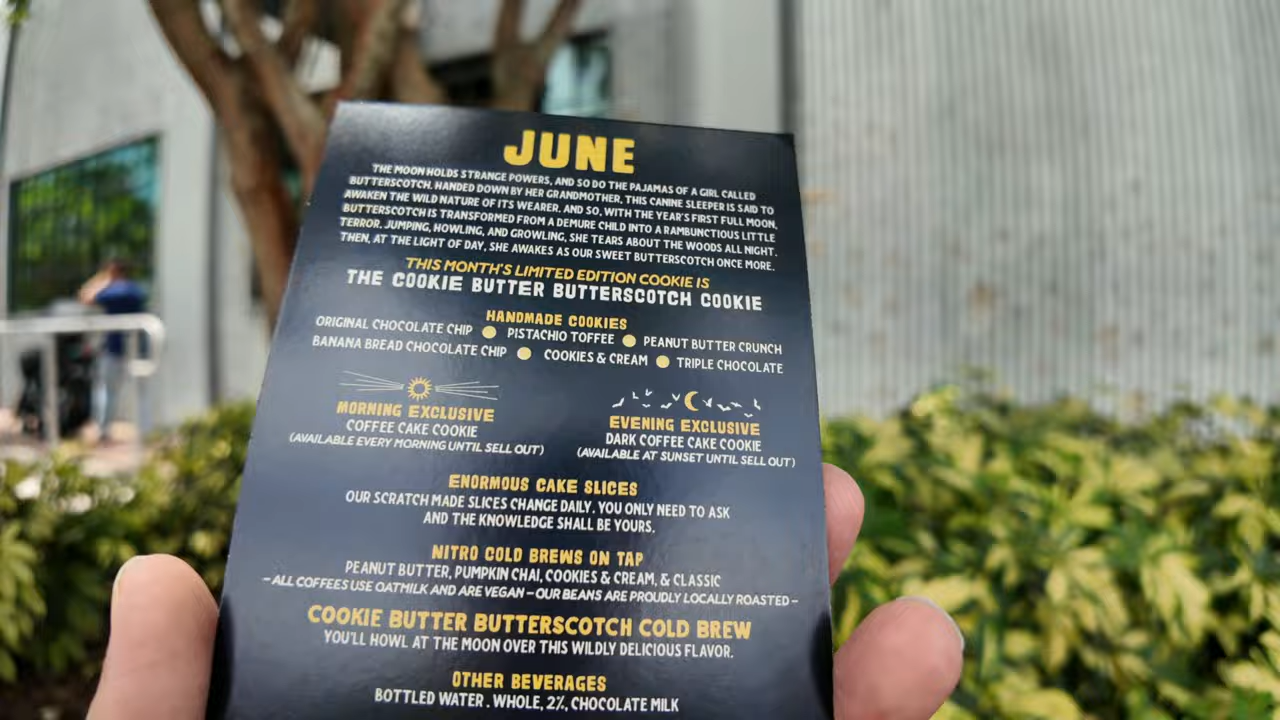 JUNE
THE MOON HOLDS STRANGE POWERS, AND SO DO THE PAJAMAS OF A GIRL CALLED
BUTTERSCOTCH. HANDED DOWN BY HER GRANDMOTHER, THIS CANINE SLEEPER IS SAID TO
AWAKEN THE WILD NATURE OF ITS WEARER. AND SO, WITH THE YEAR'S FIRST FULL MOON,
BUTTERSCOTCH IS TRANSFORMED FROM A DEMURE CHILD INTO A RAMBUNCTIOUS LITTLE
TERROR, JUMPING, HOWLING, AND GROWLING, SHE TEARS ABOUT THE WOODS ALL NIGHT.
THEN, AT THE LIGHT OF DAY, SHE AWAKES AS OUR SWEET BUTTERSCOTCH ONCE MORE.
THIS MONTH'S LIMITED EDITION COOKIE IS
THE COOKIE BUTTER BUTTERSCOTCH COOKIE
HANDMADE COOKIES
ORIGINAL CHOCOLATE CHIP ● PISTACHIO TOFFEE ● PEANUT BUTTER CRUNCH
BANANA BREAD CHOCOLATE CHIP ● COOKIES & CREAM ● TRIPLE CHOCOLATE
MORNING EXCLUSIVE
COFFEE CAKE COOKIE
(AVAILABLE EVERY MORNING UNTIL SELL OUT)
EVENING EXCLUSIVE
DARK COFFEE CAKE COOKIE
(AVAILABLE AT SUNSET UNTIL SELL OUT)
ENORMOUS CAKE SLICES
OUR SCRATCH MADE SLICES CHANGE DAILY. YOU ONLY NEED TO ASK
AND THE KNOWLEDGE SHALL BE YOURS.
NITRO COLD BREWS ON TAP
PEANUT BUTTER, PUMPKIN CHAI, COOKIES & CREAM, & CLASSIC
– ALL COFFEES USE OATMILK AND ARE VEGAN – OUR BEANS ARE PROUDLY LOCALLY ROASTED –
COOKIE BUTTER BUTTERSCOTCH COLD BREW
YOU'LL HOWL AT THE MOON OVER THIS WILDLY DELICIOUS FLAVOR.
OTHER BEVERAGES
BOTTLED WATER . WHOLE, 2%, CHOCOLATE MILK